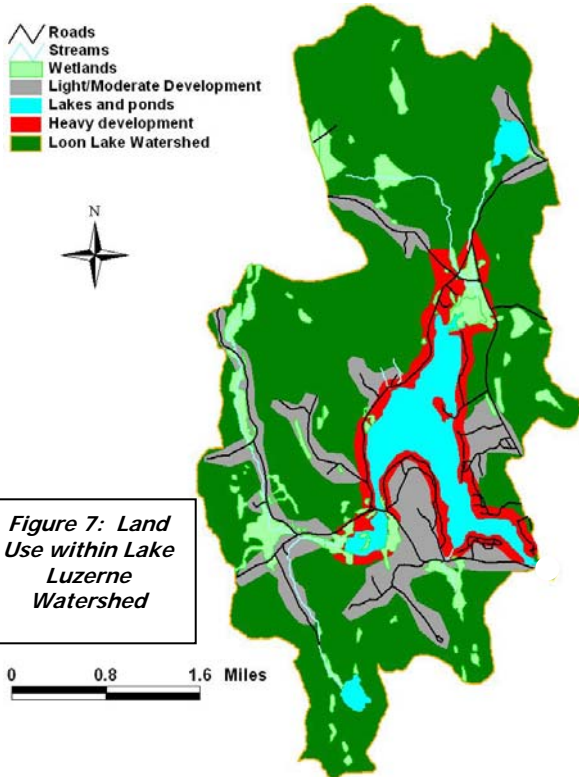 Roads
Streams
Wetlands
Light/Moderate Development
Lakes and ponds
Heavy development
Loon Lake Watershed
N
Figure 7: Land
Use within Lake
Luzerne
Watershed
0 0.8 1.6 Miles